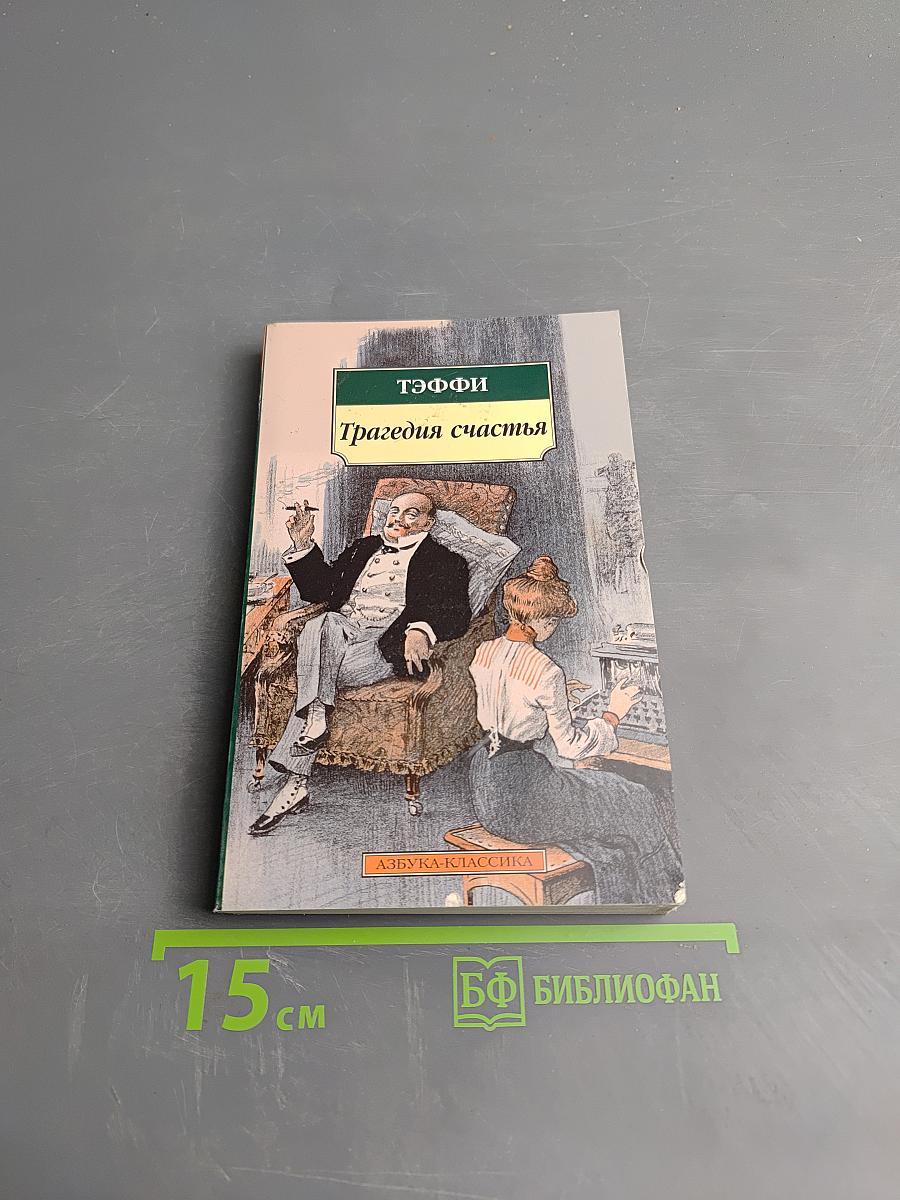 ТЭФФИ
Трагедия счастья
АЗБУКА-КЛАССИКА
15 см
БФ БИБЛИОФАН